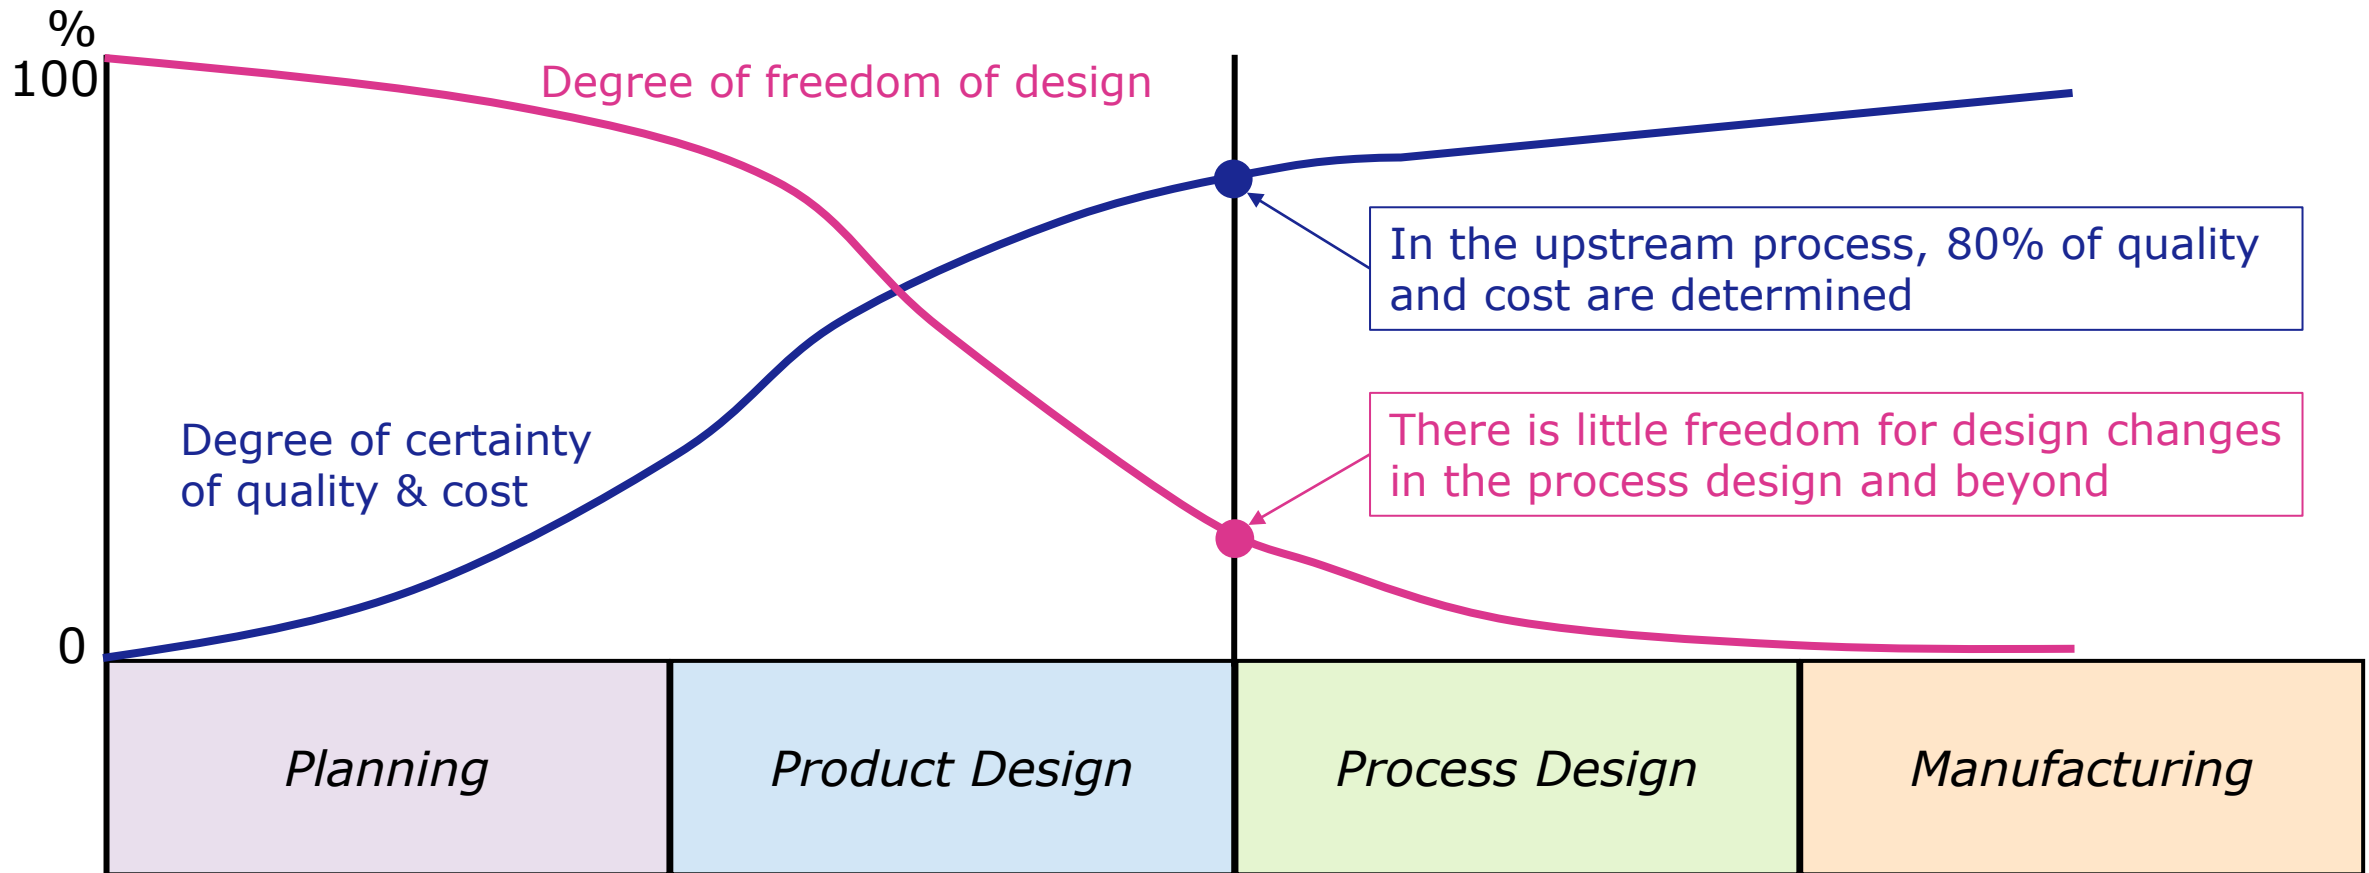 %
100
Degree of freedom of design
In the upstream process, 80% of quality
and cost are determined
There is little freedom for design changes
in the process design and beyond
Degree of certainty
of quality & cost
0
Planning
Product Design
Process Design
Manufacturing